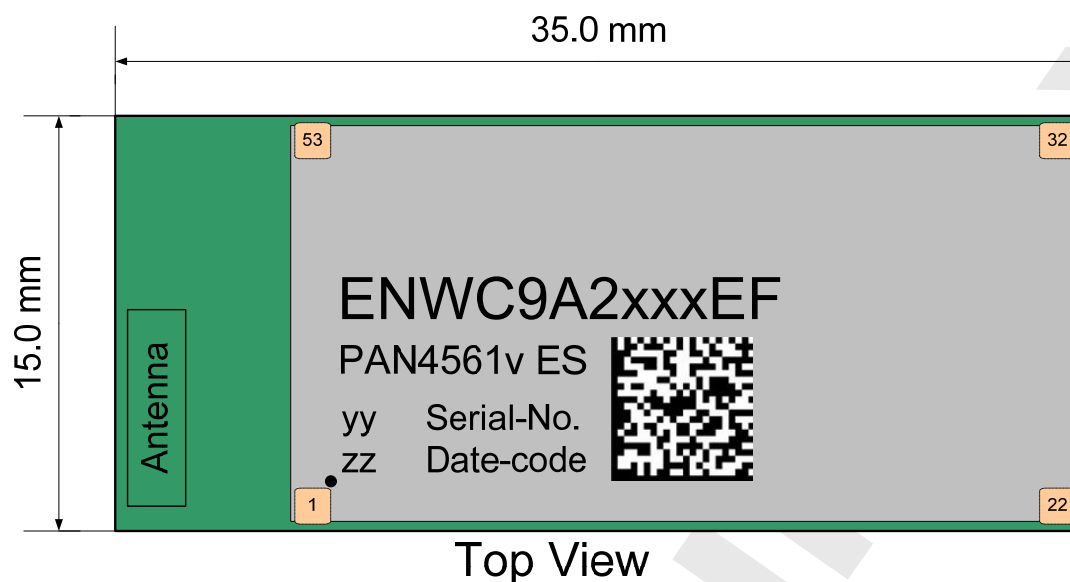 35.0 mm
53
32
15.0 mm
ENWC9A2xxxEF
PAN4561v ES
Antenna
yy Serial-No.
zz Date-code
1
22
Top View